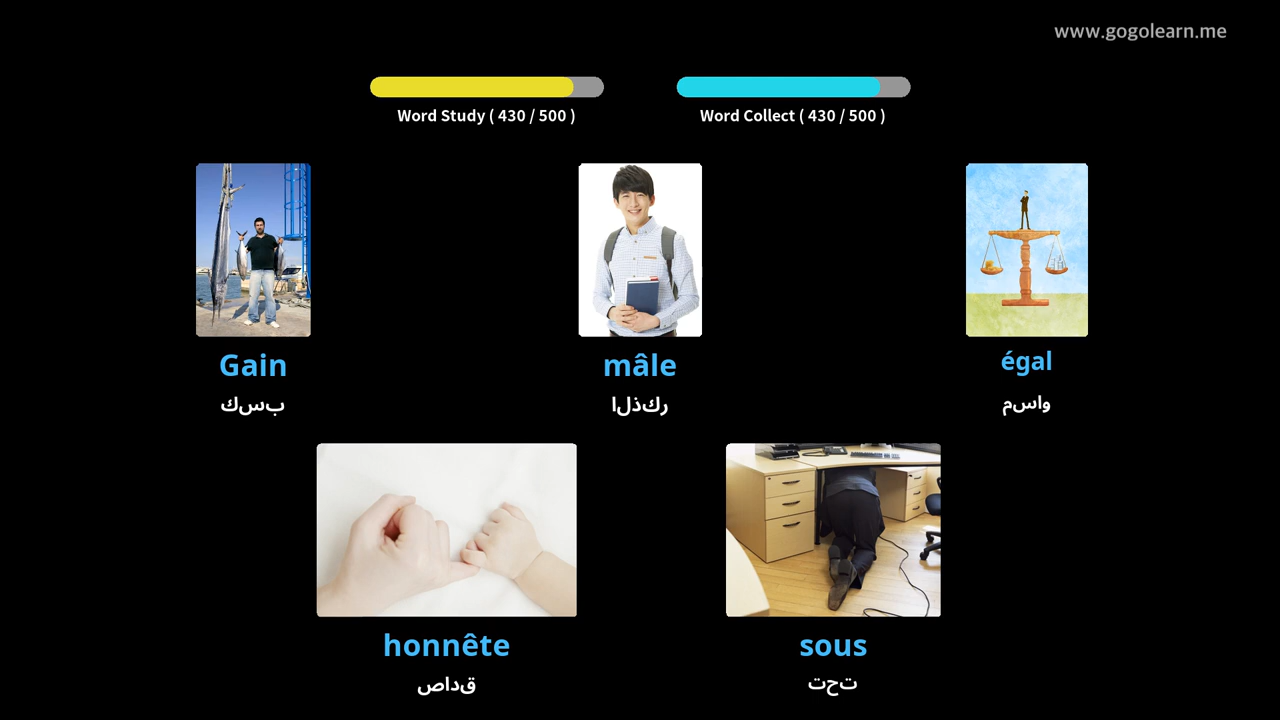 www.gogolearn.me
Word Study ( 430 / 500 )
Word Collect ( 430 / 500 )
Gain
mâle
égal
بسك
ركذلا
واسم
honnête
sous
قداص
تحت